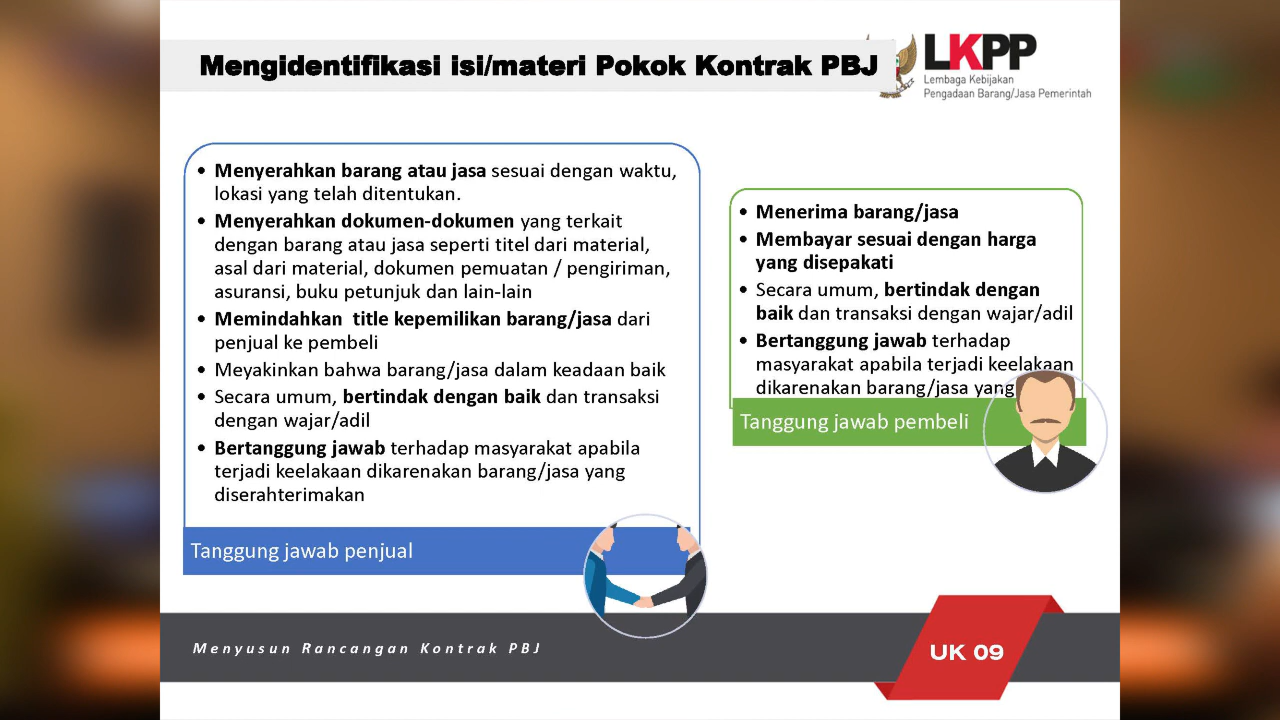 Mengidentifikasi isi/materi Pokok Kontrak PBJ
LKPP
Lembaga Kebijakan
Pengadaan Barang/Jasa Pemerintah
• Menyerahkan barang atau jasa sesuai dengan waktu,
lokasi yang telah ditentukan.
• Menyerahkan dokumen-dokumen yang terkait
dengan barang atau jasa seperti titel dari material,
asal dari material, dokumen pemuatan / pengiriman,
asuransi, buku petunjuk dan lain-lain
• Memindahkan title kepemilikan barang/jasa dari
penjual ke pembeli
• Meyakinkan bahwa barang/jasa dalam keadaan baik
• Secara umum, bertindak dengan baik dan transaksi
dengan wajar/adil
• Bertanggung jawab terhadap masyarakat apabila
terjadi keelakaan dikarenakan barang/jasa yang
diserahterimakan
Tanggung jawab penjual
• Menerima barang/jasa
• Membayar sesuai dengan harga
yang disepakati
• Secara umum, bertindak dengan
baik dan transaksi dengan wajar/adil
• Bertanggung jawab terhadap
masyarakat apabila terjadi keelakaan
dikarenakan barang/jasa yang
Tanggung jawab pembeli
Menyusun Rancangan Kontrak PBJ
UK 09